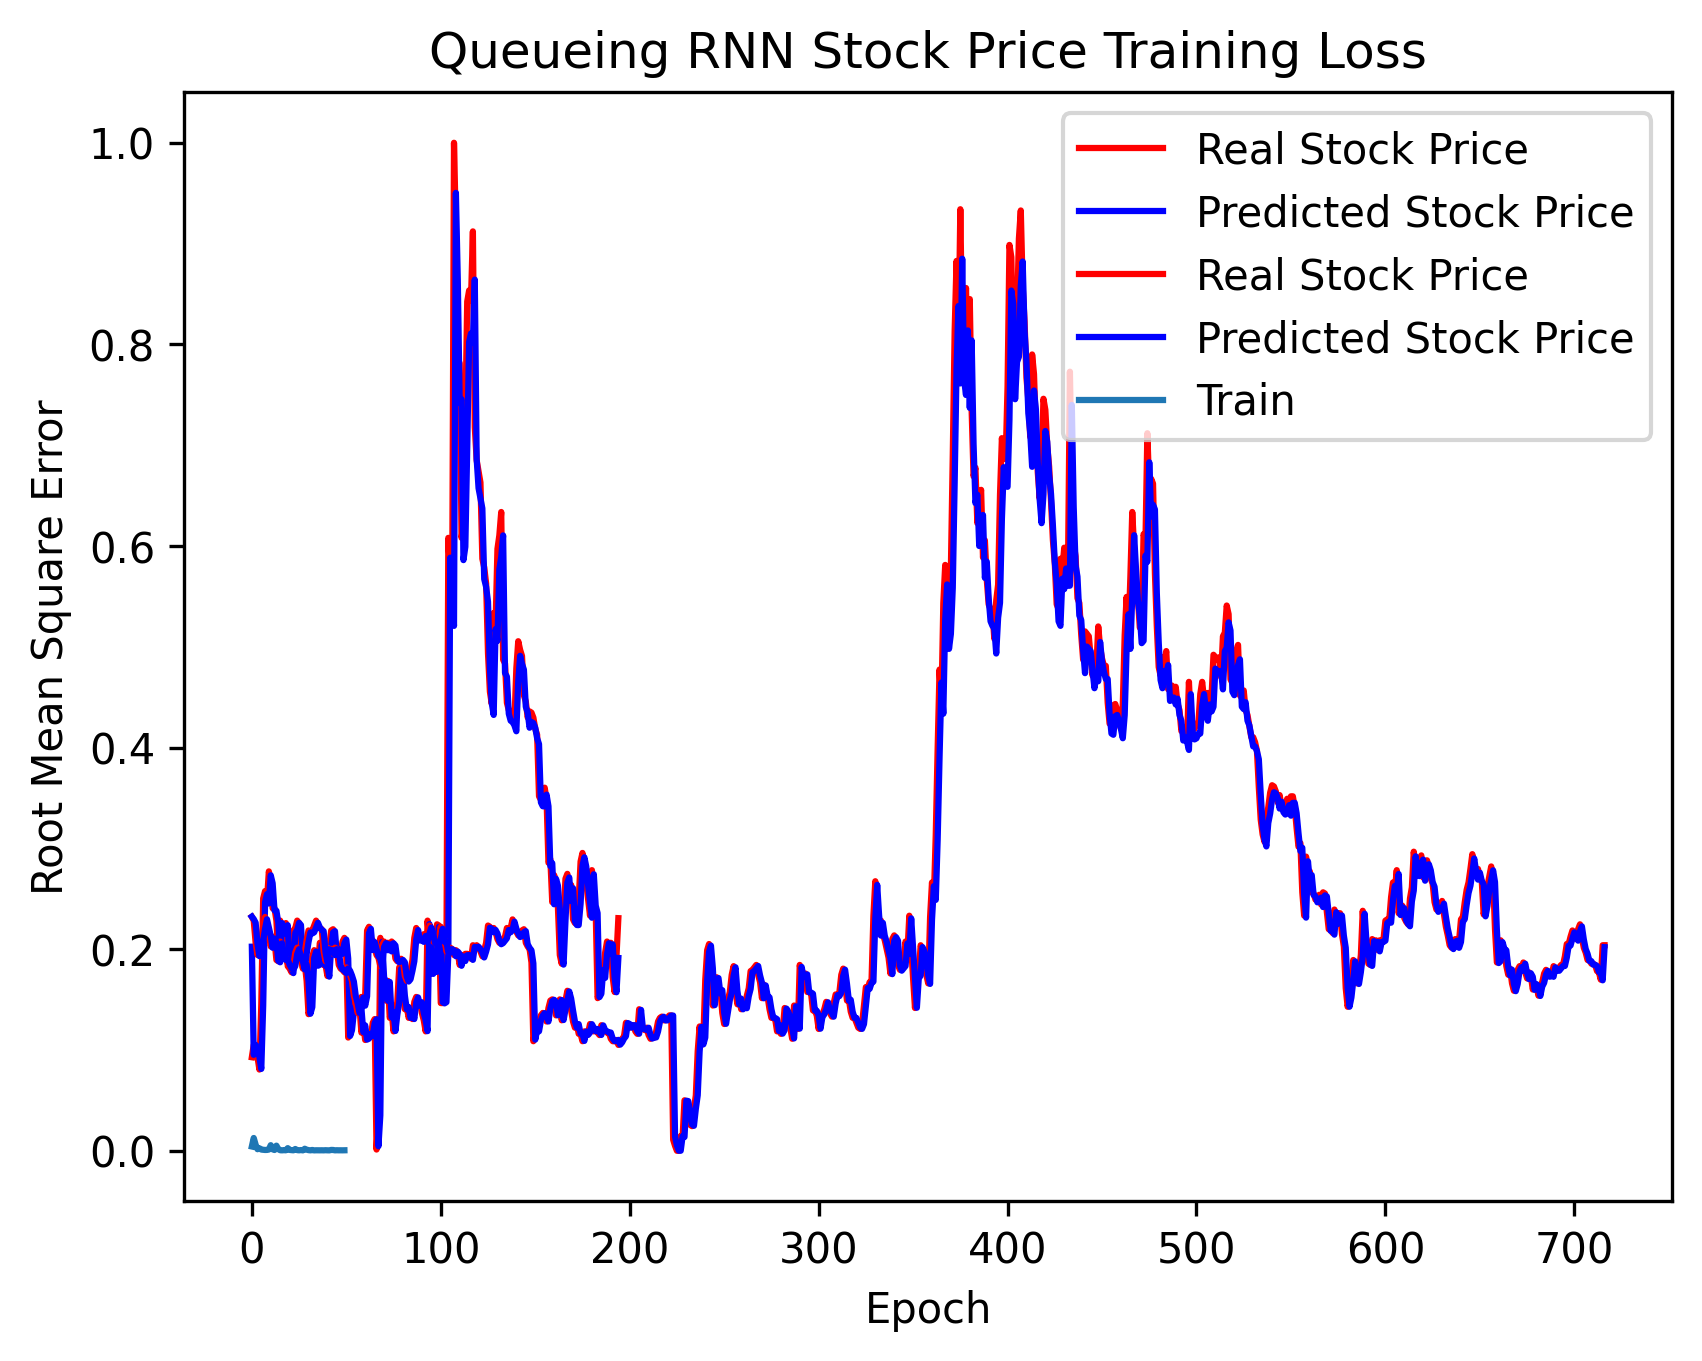 Queueing RNN Stock Price Training Loss
Root Mean Square Error
1.0
0.8
0.6
0.4
0.2
0.0
Real Stock Price
Predicted Stock Price
Real Stock Price
Predicted Stock Price
Train
0 100 200 300 400 500 600 700
Epoch